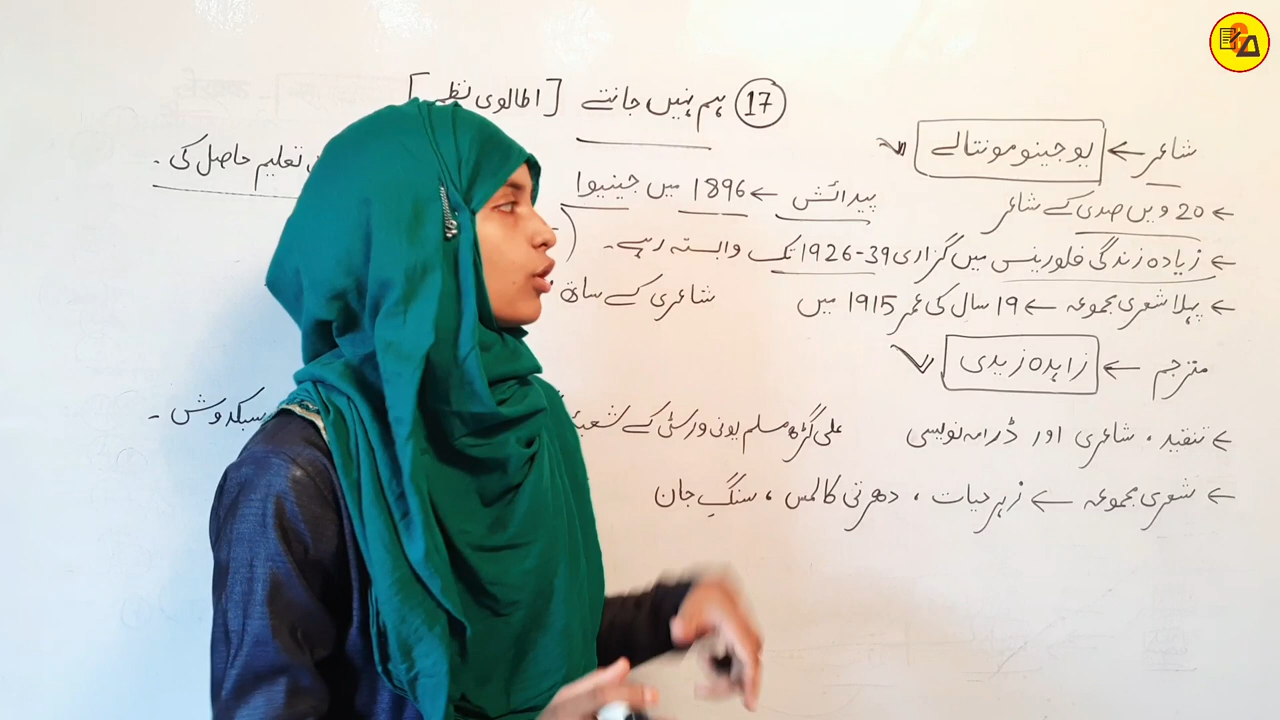 17 ہم نہیں جانتے [اطالوی نظم]
شاعر ← یوجینو مونتالے
← 20 ویں صدی کے شاعر پیدائش ← 1896 میں جینیوا تعلیم حاصل کی۔
← زیادہ زندگی فلورینس میں گزاری 39-1926 تک وابستہ رہے۔
← پہلا شعری مجموعہ ← 19 سال کی عمر 1915 میں شاعری کے ساتھ
مترجم ← زاہدہ زیدی
← تنقید، شاعری اور ڈرامہ نویسی علی گڑھ مسلم یونی ورسٹی کے سبکدوش۔
← شعری مجموعہ ← زہر حیات، دھرتی کا لمس، سنگِ جان